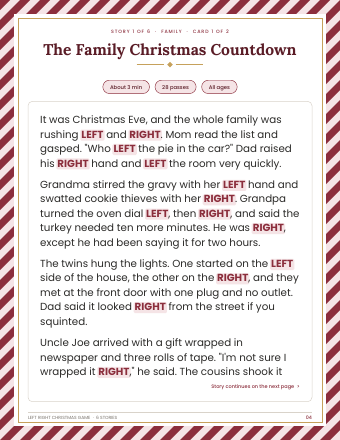 STORY 1 OF 6 · FAMILY · CARD 1 OF 2
The Family Christmas Countdown
About 3 min
28 passes
All ages
It was Christmas Eve, and the whole family was
rushing LEFT and RIGHT. Mom read the list and
gasped. "Who LEFT the pie in the car?" Dad raised
his RIGHT hand and LEFT the room very quickly.
Grandma stirred the gravy with her LEFT hand and
swatted cookie thieves with her RIGHT. Grandpa
turned the oven dial LEFT, then RIGHT, and said the
turkey needed ten more minutes. He was RIGHT,
except he had been saying it for two hours.
The twins hung the lights. One started on the LEFT
side of the house, the other on the RIGHT, and they
met at the front door with one plug and no outlet.
Dad said it looked RIGHT from the street if you
squinted.
Uncle Joe arrived with a gift wrapped in
newspaper and three rolls of tape. "I'm not sure I
wrapped it RIGHT," he said. The cousins shook it
Story continues on the next page ›
LEFT RIGHT CHRISTMAS GAME · 6 STORIES
04